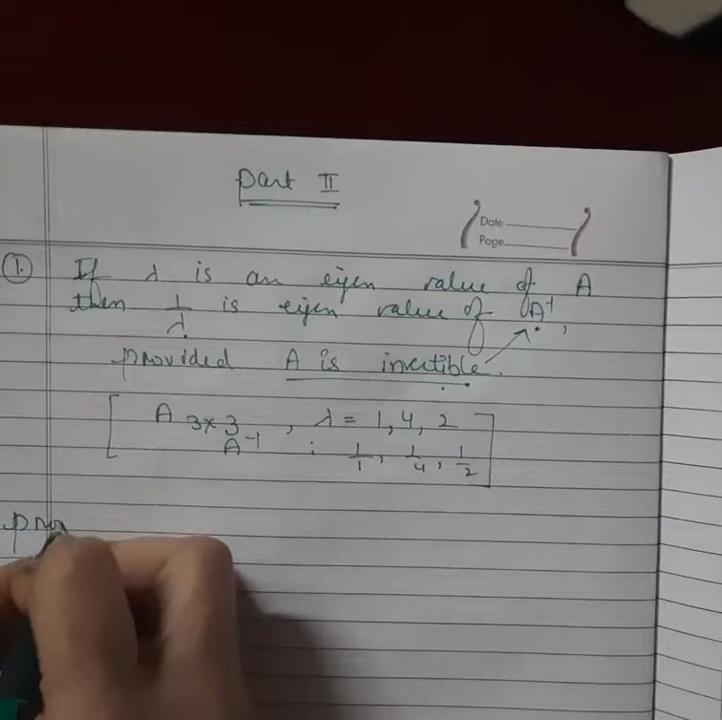 Part II
Date
Page
1. If λ is an eigen value of A
then 1/λ is eigen value of A⁻¹,
provided A is invertible.
[ A 3×3 , λ = 1, 4, 2 ]
A⁻¹ : 1/1, 1/4, 1/2